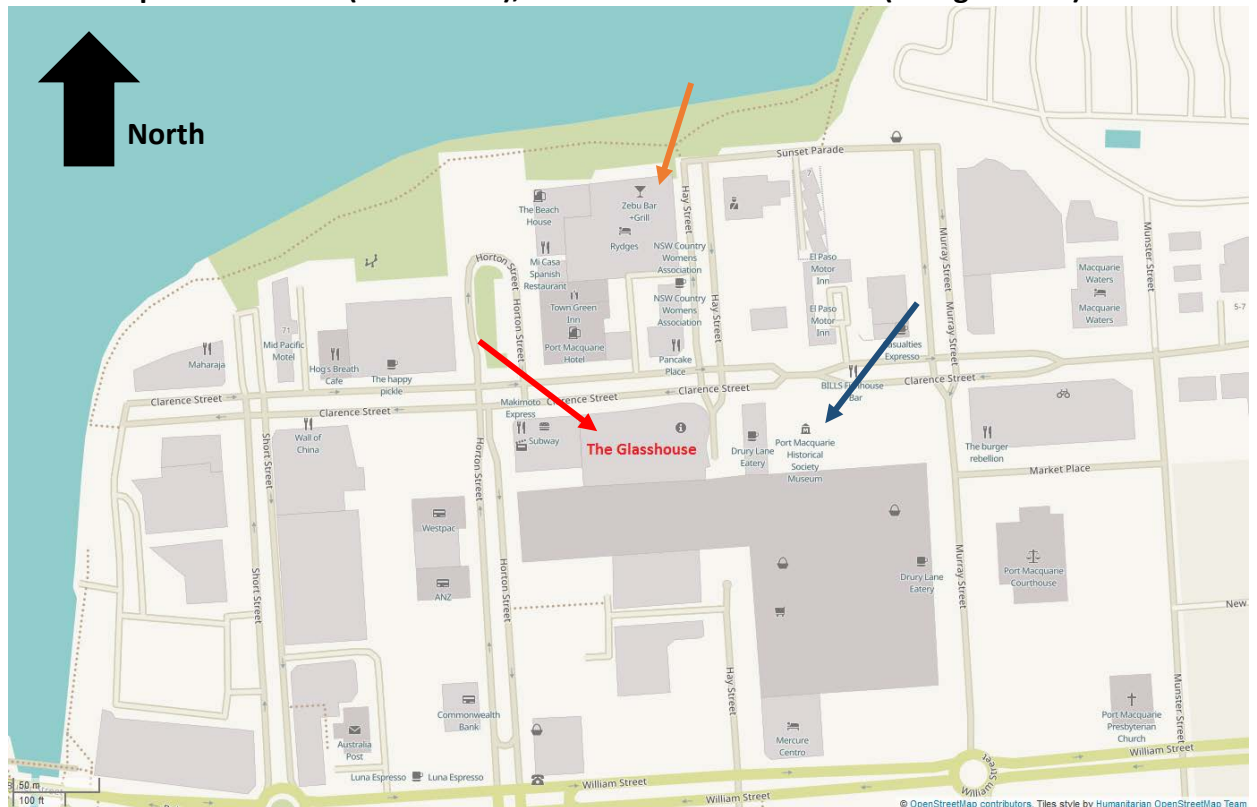 North
Sunset Parade
7
The Beach
House
Zebu Bar
+Grill
Hay Street
Rydges
NSW Country
Womens
Association
Murray Street
Munster Street
Horton Street
Mi Casa
Spanish
Restaurant
El Paso
Motor
Inn
Macquarie
Waters
Horton Street
Town Green
Inn
NSW Country
Womens
Association
Hay Street
El Paso
Motor
Inn
Murray Street
Macquarie
Waters
5-7
71
Mid Pacific
Motel
Maharaja
Hog's Breath
Cafe
The happy
pickle
Port Macquarie
Hotel
Pancake
Place
Casualties
Expresso
Clarence Street
Clarence Street
Makimoto
Express
Clarence Street
BILLS Fishhouse
Bar
Clarence Street
Wall of
China
Subway
The Glasshouse
Drury Lane
Eatery
Port Macquarie
Historical
Society
Museum
The burger
rebellion
Market Place
Short Street
Horton Street
Westpac
ANZ
Horton Street
Murray Street
Port Macquarie
Courthouse
Drury Lane
Eatery
New
Short Street
Hay Street
Munster Street
Commonwealth
Bank
Australia
Post
Mercure
Centro
Port Macquarie
Presbyterian
Church
Luna Espresso
Luna Espresso
William Street
William Street
William Street
William Street
50 m
100 ft
© OpenStreetMap contributors. Tiles style by Humanitarian OpenStreetMap Team